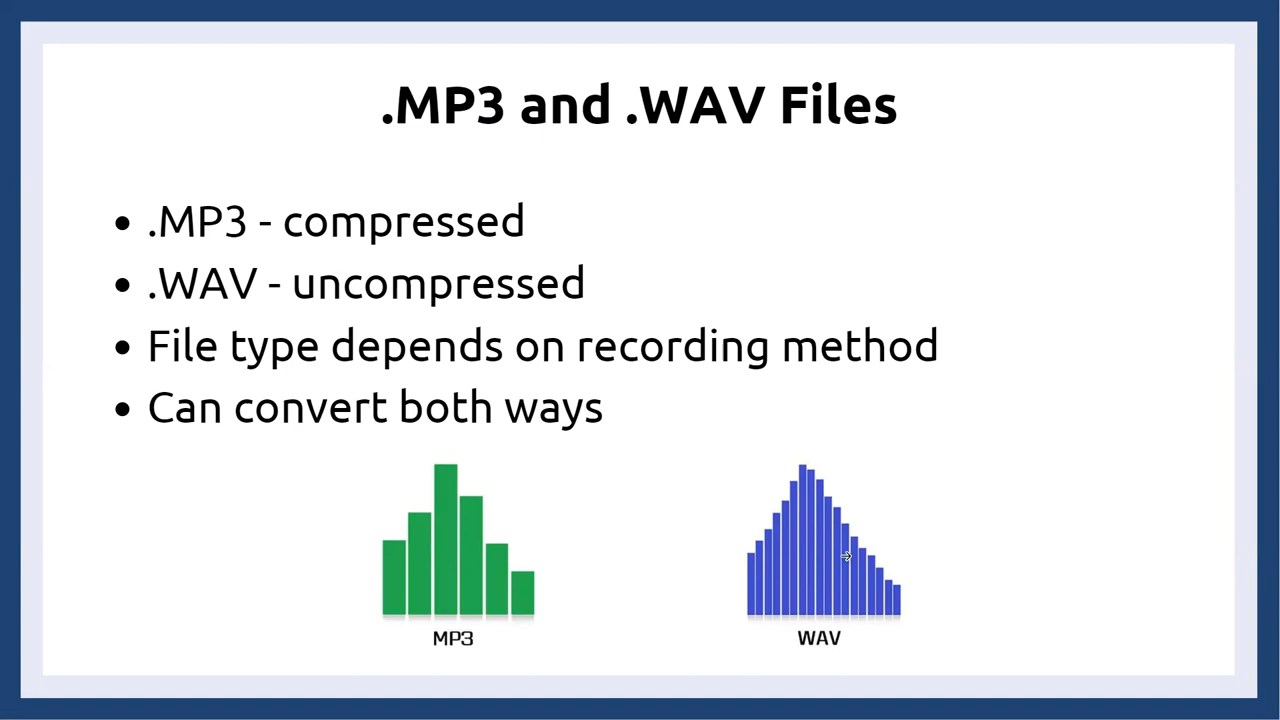 .MP3 and .WAV Files
• .MP3 - compressed
• .WAV - uncompressed
• File type depends on recording method
• Can convert both ways
MP3
WAV